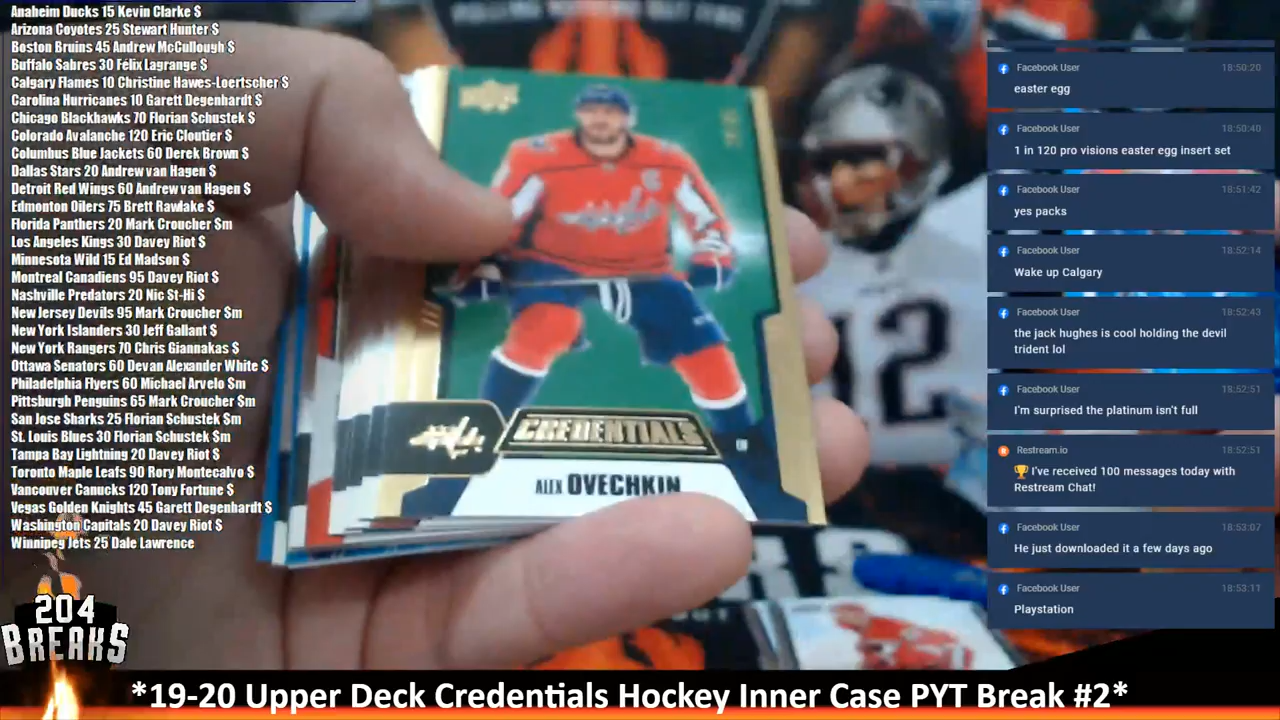 Anaheim Ducks 15 Kevin Clarke $
Arizona Coyotes 25 Stewart Hunter $
Boston Bruins 45 Andrew McCullough $
Buffalo Sabres 30 Felix Lagrange $
Calgary Flames 10 Christine Hawes-Loertscher $
Carolina Hurricanes 10 Garett Degenhardt $
Chicago Blackhawks 70 Florian Schustek $
Colorado Avalanche 120 Eric Cloutier $
Columbus Blue Jackets 60 Derek Brown $
Dallas Stars 20 Andrew van Hagen $
Detroit Red Wings 60 Andrew van Hagen $
Edmonton Oilers 75 Brett Rawlake $
Florida Panthers 20 Mark Croucher $m
Los Angeles Kings 30 Davey Riot $
Minnesota Wild 15 Ed Madson $
Montreal Canadiens 95 Davey Riot $
Nashville Predators 20 Nic St-Hi $
New Jersey Devils 95 Mark Croucher $m
New York Islanders 30 Jeff Gallant $
New York Rangers 70 Chris Giannakas $
Ottawa Senators 60 Devan Alexander White $
Philadelphia Flyers 60 Michael Arvelo $m
Pittsburgh Penguins 65 Mark Croucher $m
San Jose Sharks 25 Florian Schustek $m
St. Louis Blues 30 Florian Schustek $m
Tampa Bay Lightning 20 Davey Riot $
Toronto Maple Leafs 90 Rory Montecalvo $
Vancouver Canucks 120 Tony Fortune $
Vegas Golden Knights 45 Garett Degenhardt $
Washington Capitals 20 Davey Riot $
Winnipeg Jets 25 Dale Lawrence
204
BREAKS
C
CREDENTIALS
ALEX OVECHKIN
12
Facebook User 18:50:20
easter egg
Facebook User 18:50:40
1 in 120 pro visions easter egg insert set
Facebook User 18:51:42
yes packs
Facebook User 18:52:14
Wake up Calgary
Facebook User 18:52:43
the jack hughes is cool holding the devil
trident lol
Facebook User 18:52:51
I'm surprised the platinum isn't full
Restream.io 18:52:51
🏆 I've received 100 messages today with
Restream Chat!
Facebook User 18:53:07
He just downloaded it a few days ago
Facebook User 18:53:11
Playstation
*19-20 Upper Deck Credentials Hockey Inner Case PYT Break #2*